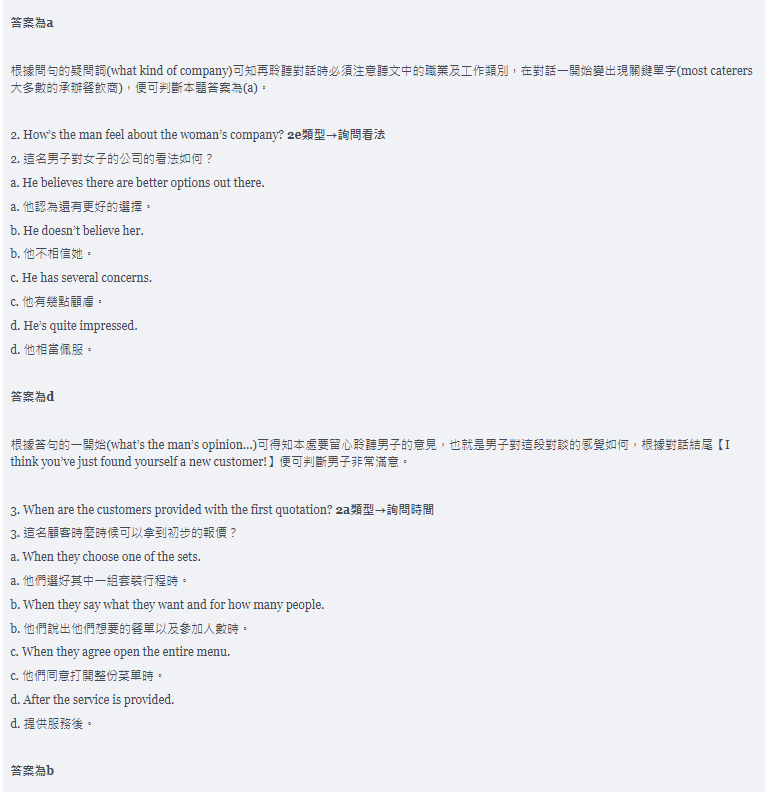 答案為a
根據問句的疑問詞(what kind of company)可知再聆聽對話時必須注意聽文中的職業及工作類別，在對話一開始變出現關鍵單字(most caterers
大多數的承辦餐飲商)，便可判斷本題答案為(a)。
2. How’s the man feel about the woman’s company? 2e類型→詢問看法
2. 這名男子對女子的公司的看法如何？
a. He believes there are better options out there.
a. 他認為還有更好的選擇。
b. He doesn’t believe her.
b. 他不相信她。
c. He has several concerns.
c. 他有幾點顧慮。
d. He’s quite impressed.
d. 他相當佩服。
答案為d
根據答句的一開始(what’s the man’s opinion…)可得知本處要留心聆聽男子的意見，也就是男子對這段對談的感覺如何，根據對話結尾【I
think you’ve just found yourself a new customer!】便可判斷男子非常滿意。
3. When are the customers provided with the first quotation? 2a類型→詢問時間
3. 這名顧客時麼時候可以拿到初步的報價？
a. When they choose one of the sets.
a. 他們選好其中一組套裝行程時。
b. When they say what they want and for how many people.
b. 他們說出他們想要的餐單以及參加人數時。
c. When they agree open the entire menu.
c. 他們同意打開整份菜單時。
d. After the service is provided.
d. 提供服務後。
答案為b